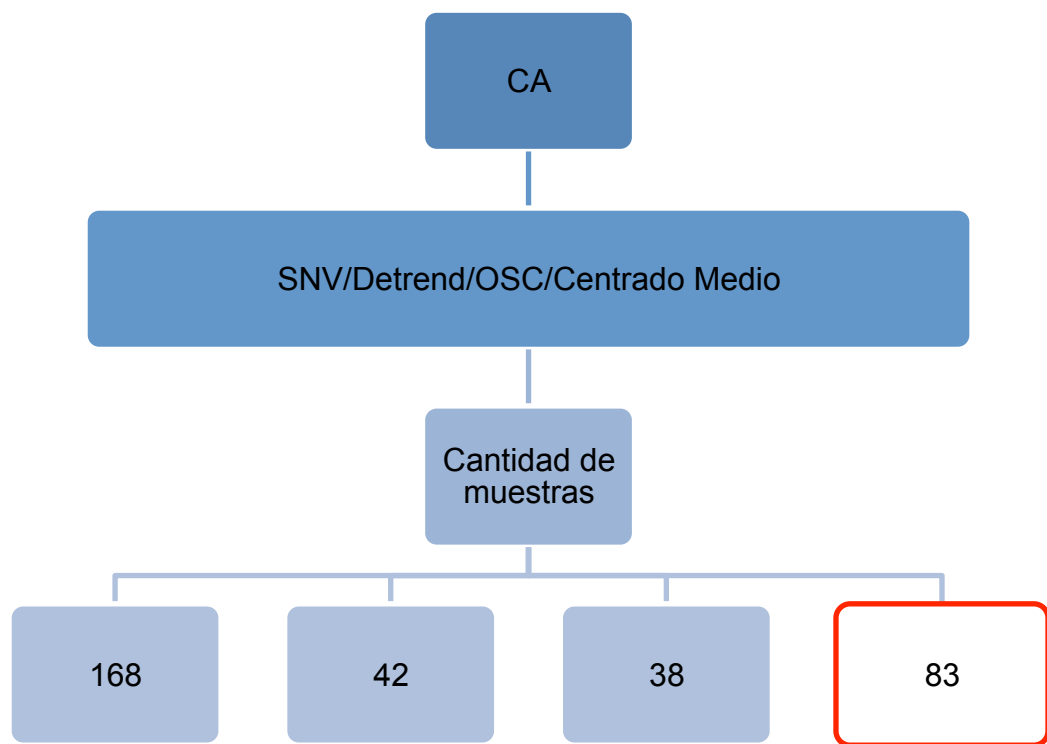 CA
SNV/Detrend/OSC/Centrado Medio
Cantidad de
muestras
168
42
38
83